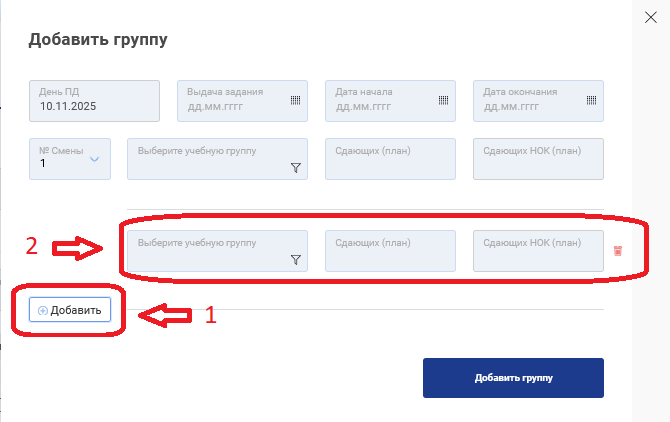 Добавить группу
День ПД
10.11.2025
Выдача задания
дд.мм.гггг
Дата начала
дд.мм.гггг
Дата окончания
дд.мм.гггг
№ Смены
1
Выберите учебную группу
Сдающих (план)
Сдающих НОК (план)
2
Выберите учебную группу
Сдающих (план)
Сдающих НОК (план)
Добавить
1
Добавить группу